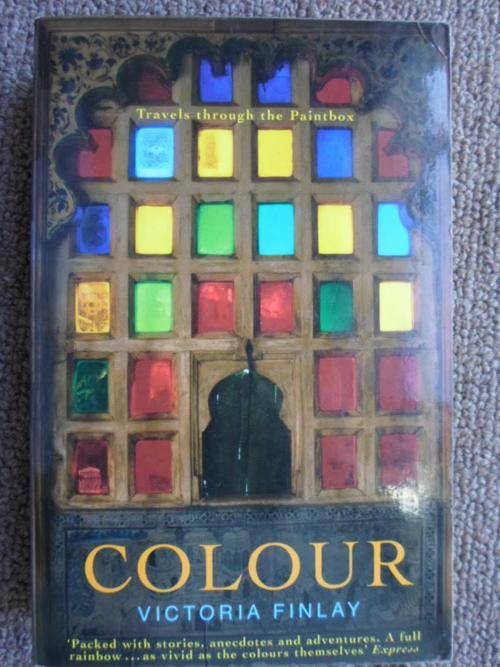 Travels through the Paintbox
COLOUR
VICTORIA FINLAY
'Packed with stories, anecdotes and adventures. A full
rainbow ... as vivid as the colours themselves' Express